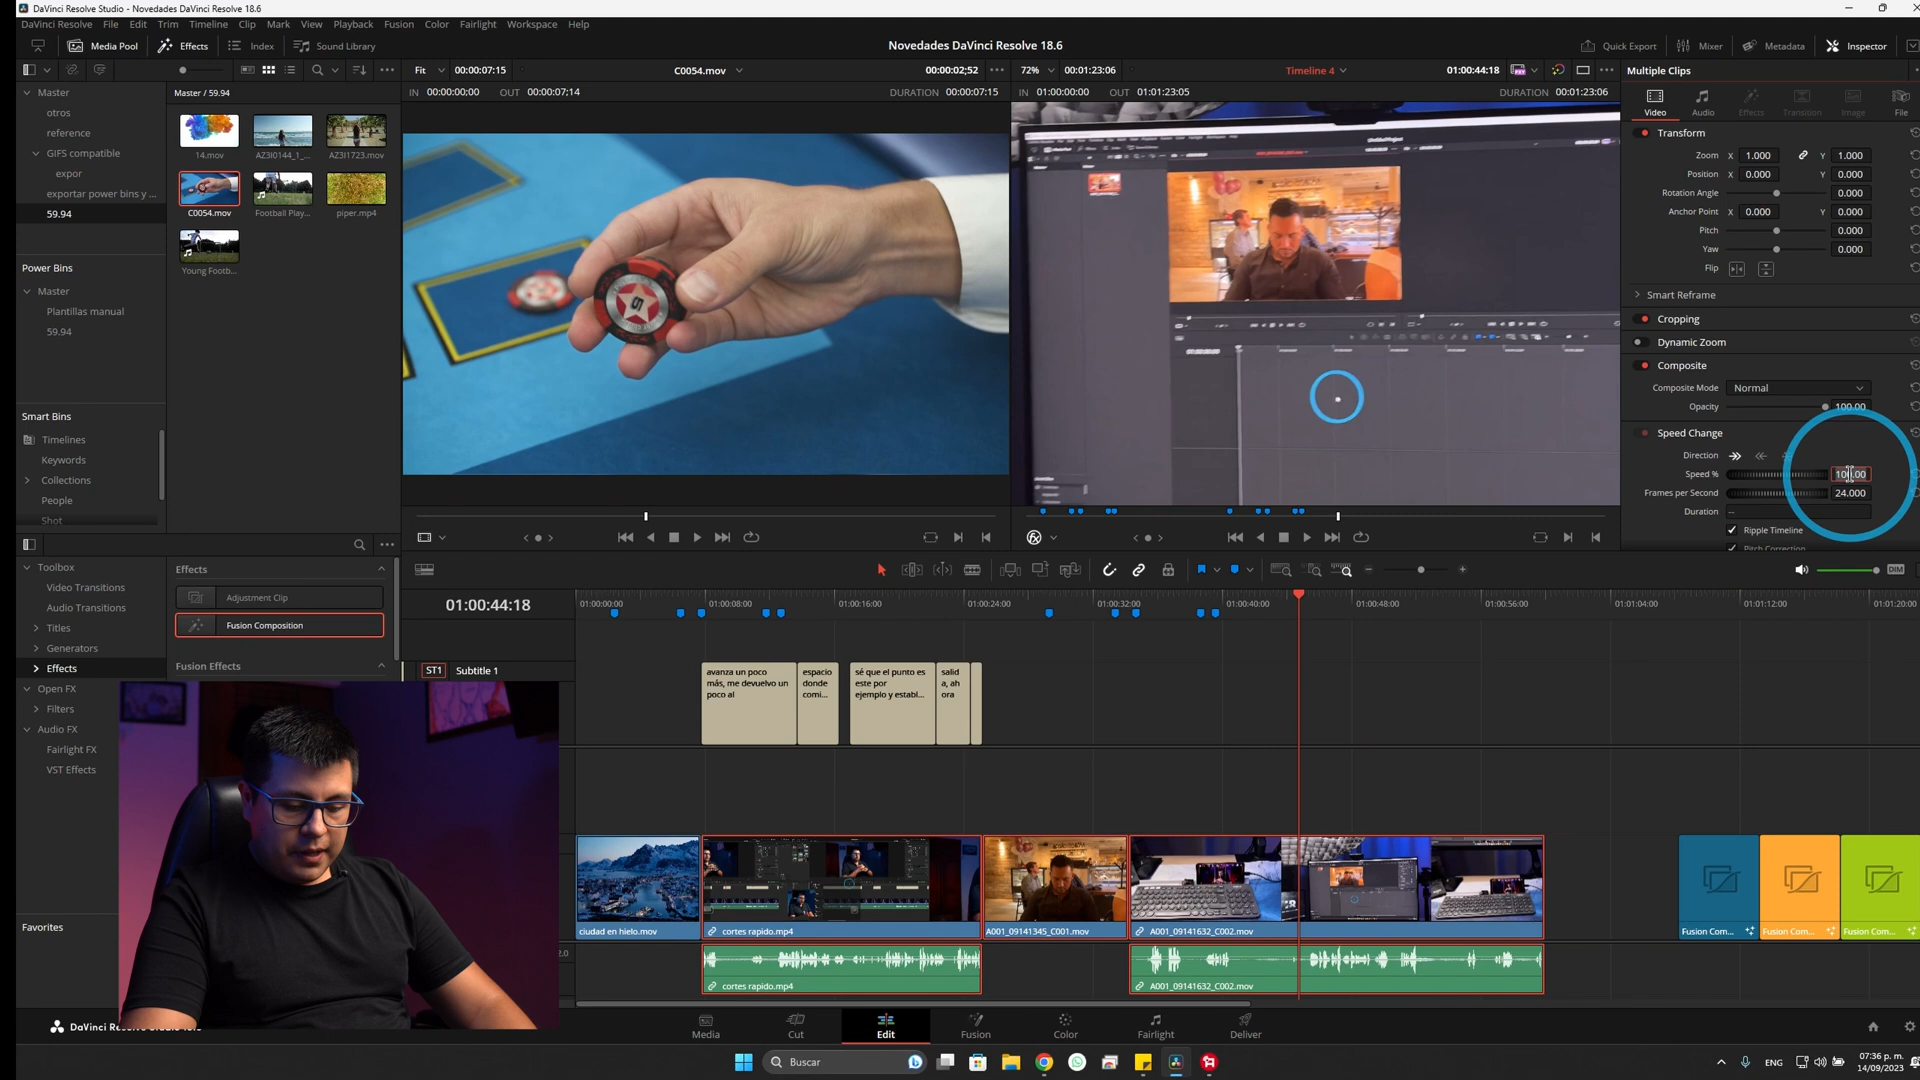 DaVinci Resolve Studio - Novedades DaVinci Resolve 18.6
DaVinci Resolve File Edit Trim Timeline Clip Mark View Playback Fusion Color Fairlight Workspace Help
Media Pool Effects Index Sound Library Novedades DaVinci Resolve 18.6 Quick Export Mixer Metadata Inspector
Fit 00:00:07:15 C0054.mov 00:00:02;52 72% 00:01:23:06 Timeline 4 01:00:44:18 Multiple Clips
Master / 59.94 IN 00:00:00;00 OUT 00:00:07;14 DURATION 00:00:07:15 IN 01:00:00:00 OUT 01:01:23:05 DURATION 00:01:23:06
Master
otros
reference
GIFS compatible
expor
exportar power bins y ...
59.94
Power Bins
Master
Plantillas manual
59.94
Smart Bins
Timelines
Keywords
Collections
People
Shot
14.mov AZ3I0144_1_... AZ3I1723.mov
C0054.mov Football Play... piper.mp4
Young Footb...
Video Audio Effects Transition Image File
Transform
Zoom X 1.000 Y 1.000
Position X 0.000 Y 0.000
Rotation Angle 0.000
Anchor Point X 0.000 Y 0.000
Pitch 0.000
Yaw 0.000
Flip
Smart Reframe
Cropping
Dynamic Zoom
Composite
Composite Mode Normal
Opacity 100.00
Speed Change
Direction
Speed % 100.00
Frames per Second 24.000
Duration --
Ripple Timeline
Pitch Correction
DIM
Toolbox
Video Transitions
Audio Transitions
Titles
Generators
Effects
Open FX
Filters
Audio FX
Fairlight FX
VST Effects
Favorites
Effects
Adjustment Clip
Fusion Composition
Fusion Effects
01:00:44:18
01:00:00:00 01:00:08:00 01:00:16:00 01:00:24:00 01:00:32:00 01:00:40:00 01:00:48:00 01:00:56:00 01:01:04:00 01:01:12:00 01:01:20:00
ST1 Subtitle 1
avanza un poco
más, me devuelvo un
poco al
espacio
donde
comi...
sé que el punto es
este por
ejemplo y establ...
salid
a, ah
ora
ciudad en hielo.mov cortes rapido.mp4 A001_09141345_C001.mov A001_09141632_C002.mov Fusion Com... Fusion Com... Fusion Com...
2.0
cortes rapido.mp4 A001_09141632_C002.mov
Media Cut Edit Fusion Color Fairlight Deliver
Buscar
ENG
07:36 p. m.
14/09/2023